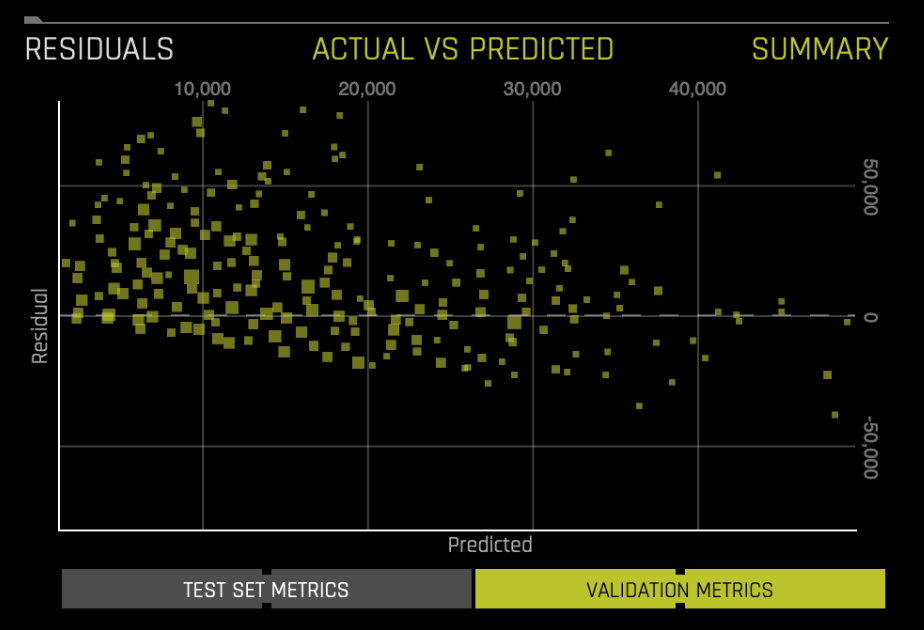 RESIDUALS ACTUAL VS PREDICTED SUMMARY
10,000 20,000 30,000 40,000
50,000
0
-50,000
Residual
Predicted
TEST SET METRICS VALIDATION METRICS